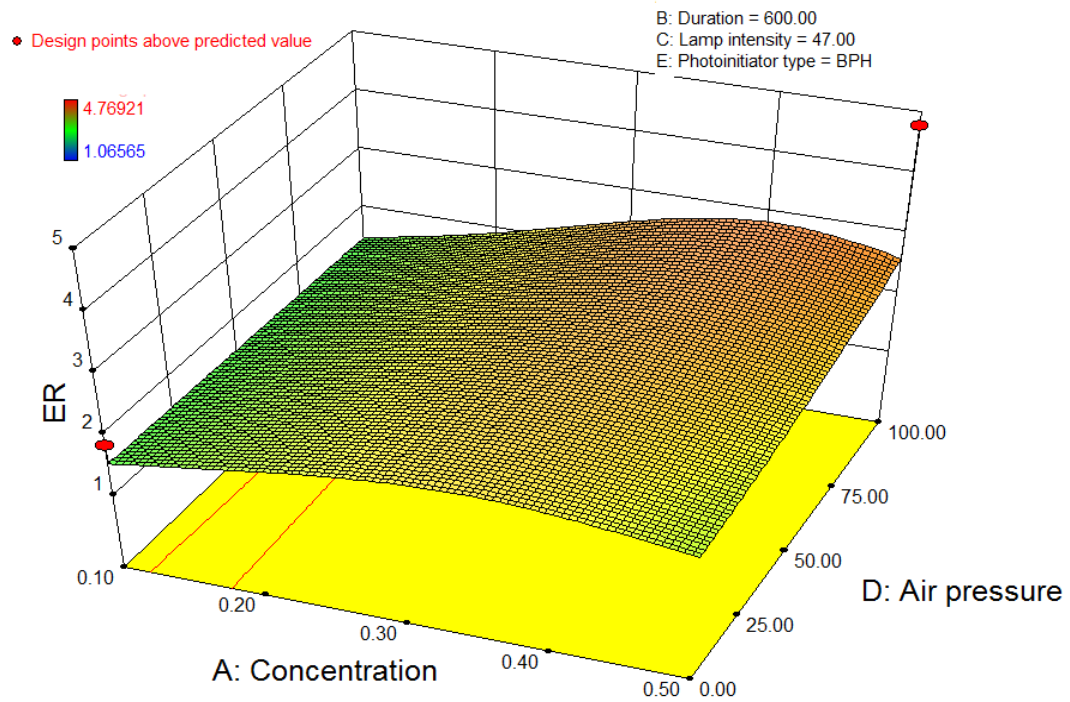 Design points above predicted value
B: Duration = 600.00
C: Lamp intensity = 47.00
E: Photoinitiator type = BPH
4.76921
1.06565
5
4
3
2
1
ER
0.10
0.20
0.30
0.40
0.50
A: Concentration
0.00
25.00
50.00
75.00
100.00
D: Air pressure